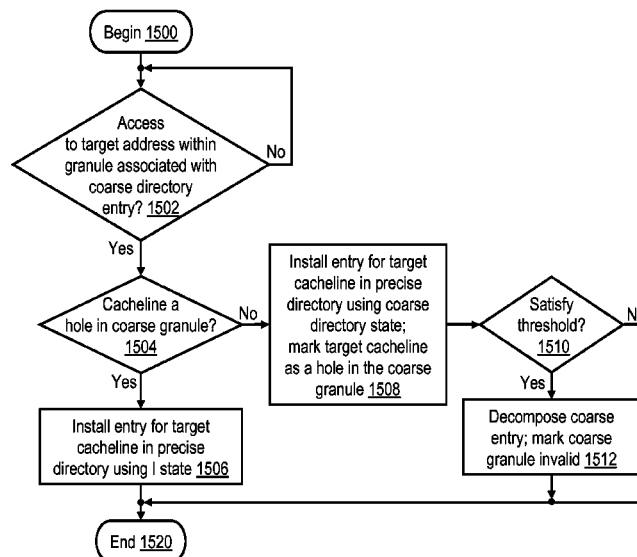 Begin 1500
Access
to target address within
granule associated with
coarse directory
entry? 1502
No
Yes
Cacheline a
hole in coarse granule?
1504
No
Yes
Install entry for target
cacheline in precise
directory using I state 1506
Install entry for target
cacheline in precise
directory using coarse
directory state;
mark target cacheline
as a hole in the coarse
granule 1508
Satisfy
threshold?
1510
Yes
Decompose coarse
entry; mark coarse
granule invalid 1512
End 1520